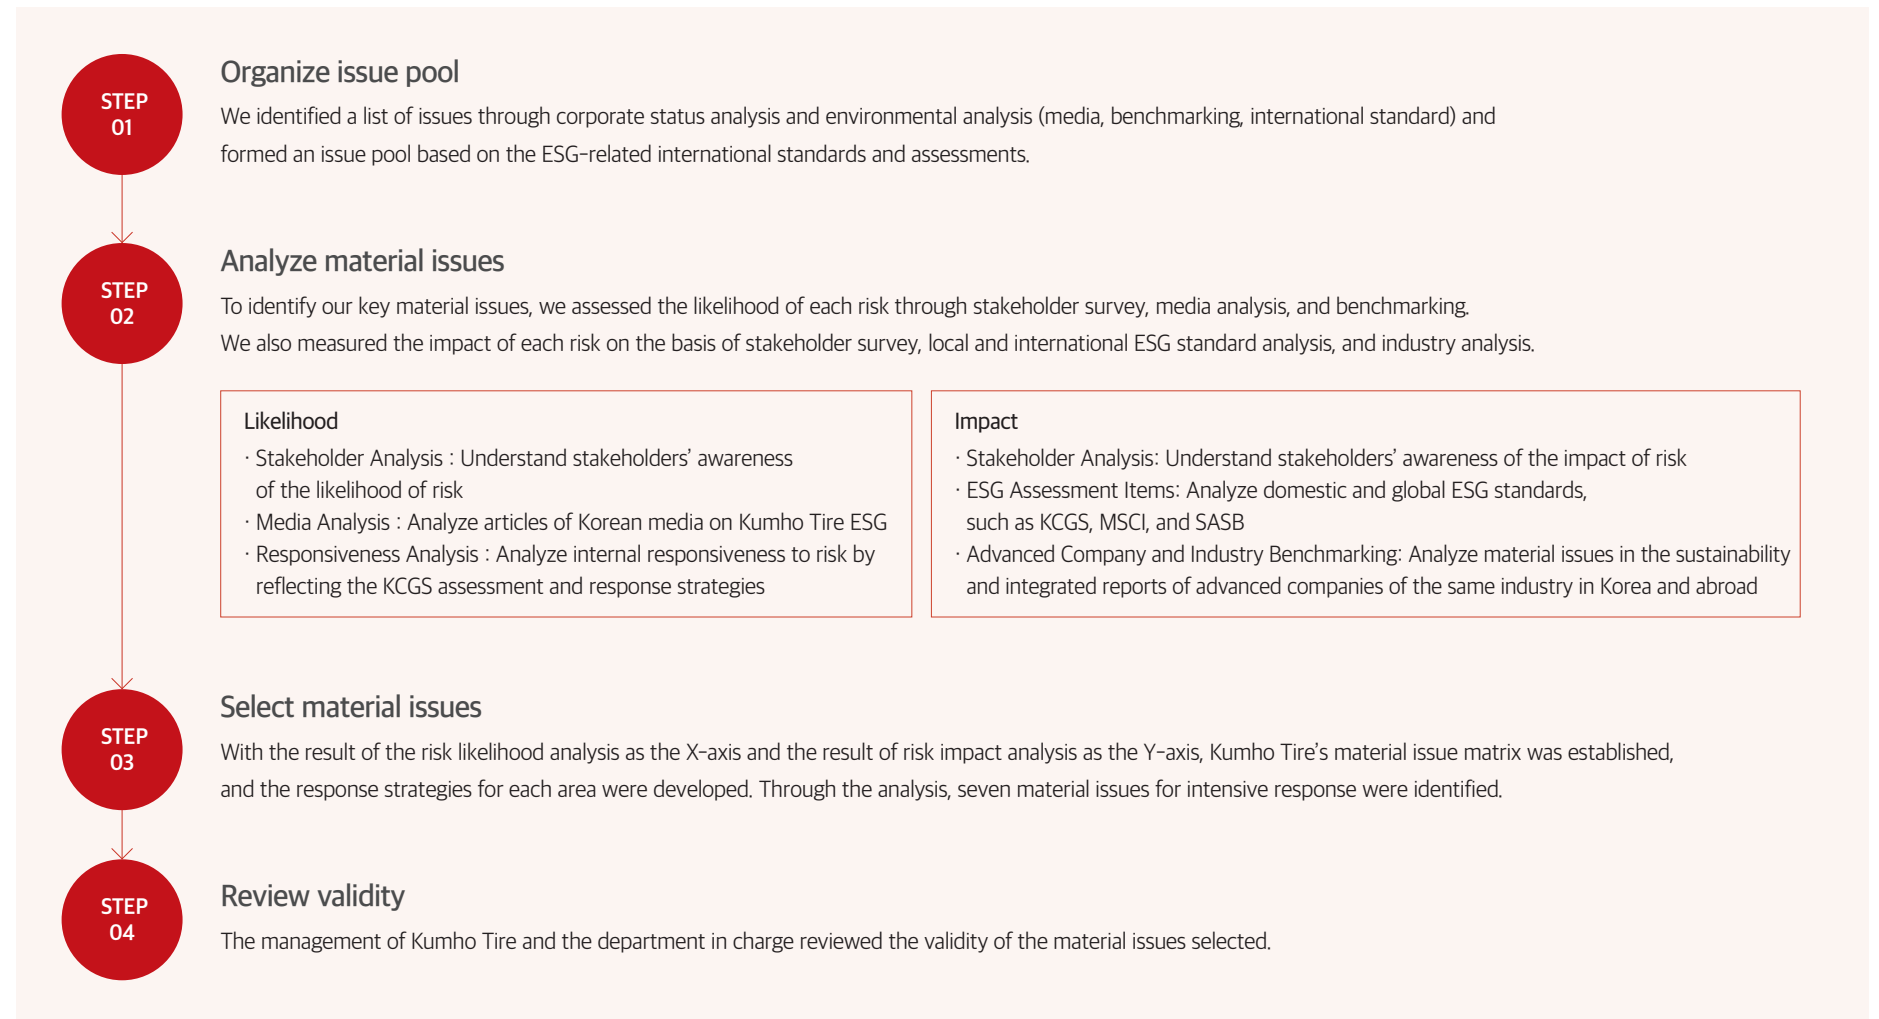 STEP
01
Organize issue pool
We identified a list of issues through corporate status analysis and environmental analysis (media, benchmarking, international standard) and
formed an issue pool based on the ESG-related international standards and assessments.
STEP
02
Analyze material issues
To identify our key material issues, we assessed the likelihood of each risk through stakeholder survey, media analysis, and benchmarking.
We also measured the impact of each risk on the basis of stakeholder survey, local and international ESG standard analysis, and industry analysis.
Likelihood
· Stakeholder Analysis : Understand stakeholders’ awareness
of the likelihood of risk
· Media Analysis : Analyze articles of Korean media on Kumho Tire ESG
· Responsiveness Analysis : Analyze internal responsiveness to risk by
reflecting the KCGS assessment and response strategies
Impact
· Stakeholder Analysis: Understand stakeholders’ awareness of the impact of risk
· ESG Assessment Items: Analyze domestic and global ESG standards,
such as KCGS, MSCI, and SASB
· Advanced Company and Industry Benchmarking: Analyze material issues in the sustainability
and integrated reports of advanced companies of the same industry in Korea and abroad
STEP
03
Select material issues
With the result of the risk likelihood analysis as the X-axis and the result of risk impact analysis as the Y-axis, Kumho Tire’s material issue matrix was established,
and the response strategies for each area were developed. Through the analysis, seven material issues for intensive response were identified.
STEP
04
Review validity
The management of Kumho Tire and the department in charge reviewed the validity of the material issues selected.